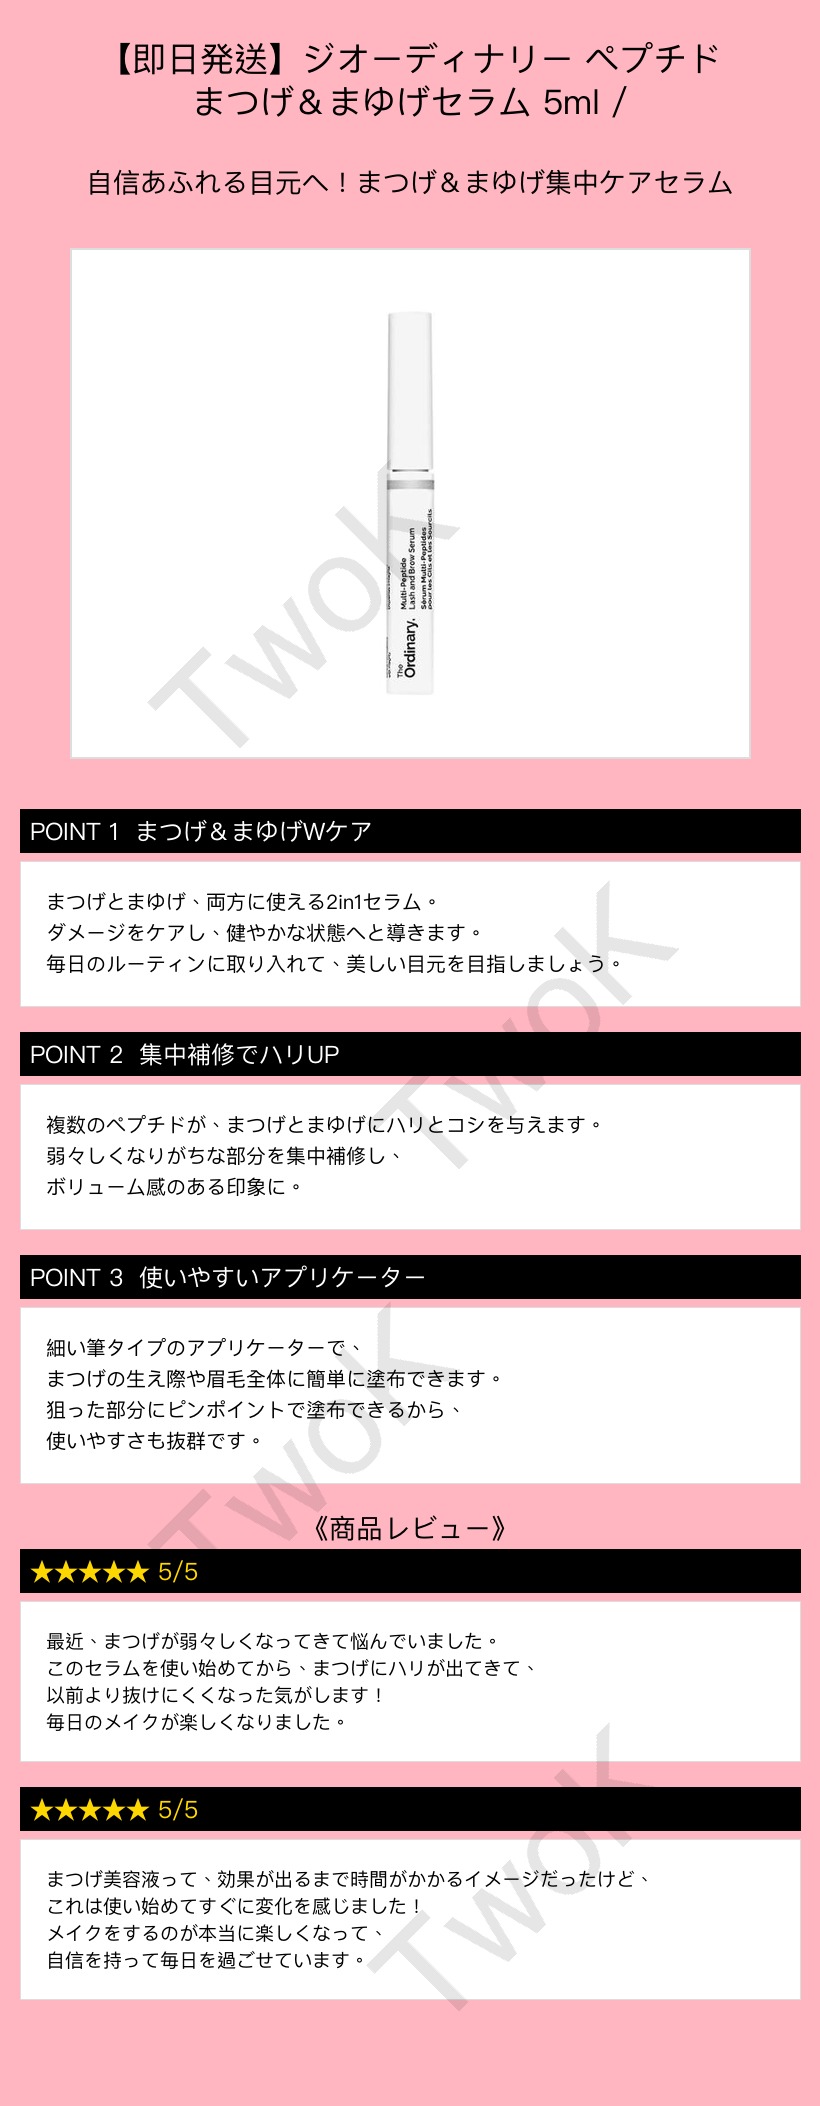 【即日発送】ジオーディナリー ペプチド
まつげ＆まゆげセラム 5ml /
自信あふれる目元へ！まつげ＆まゆげ集中ケアセラム
Multi-Peptide
Lash and Brow Serum
Sérum Multi-Peptides
pour les Cils et les Sourcils
The
Ordinary.
TwoK
POINT 1 まつげ＆まゆげWケア
まつげとまゆげ、両方に使える2in1セラム。
ダメージをケアし、健やかな状態へと導きます。
毎日のルーティンに取り入れて、美しい目元を目指しましょう。
TwoK
POINT 2 集中補修でハリUP
複数のペプチドが、まつげとまゆげにハリとコシを与えます。
弱々しくなりがちな部分を集中補修し、
ボリューム感のある印象に。
POINT 3 使いやすいアプリケーター
細い筆タイプのアプリケーターで、
まつげの生え際や眉毛全体に簡単に塗布できます。
狙った部分にピンポイントで塗布できるから、
使いやすさも抜群です。
TwoK
《商品レビュー》
★★★★★ 5/5
最近、まつげが弱々しくなってきて悩んでいました。
このセラムを使い始めてから、まつげにハリが出てきて、
以前より抜けにくくなった気がします！
毎日のメイクが楽しくなりました。
★★★★★ 5/5
まつげ美容液って、効果が出るまで時間がかかるイメージだったけど、
これは使い始めてすぐに変化を感じました！
メイクをするのが本当に楽しくなって、
自信を持って毎日を過ごせています。
TwoK